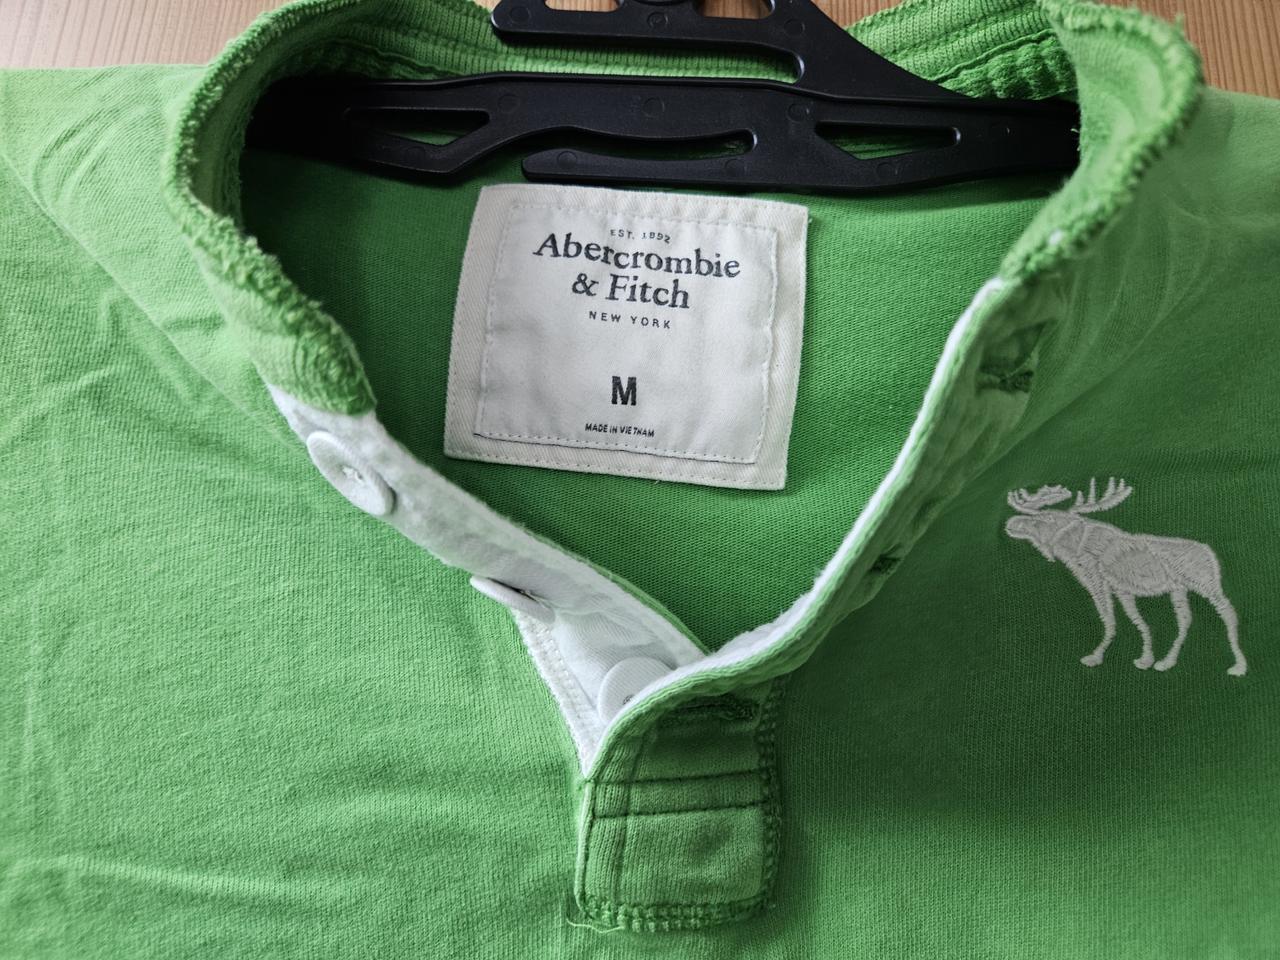 EST. 1892
Abercrombie
& Fitch
NEW YORK
M
MADE IN VIETNAM